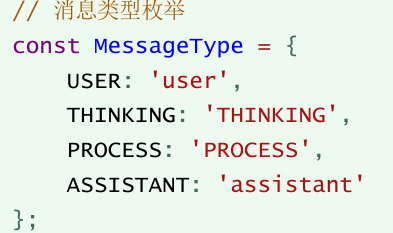 // 消息类型枚举
const MessageType = {
    USER: 'user',
    THINKING: 'THINKING',
    PROCESS: 'PROCESS',
    ASSISTANT: 'assistant'
};